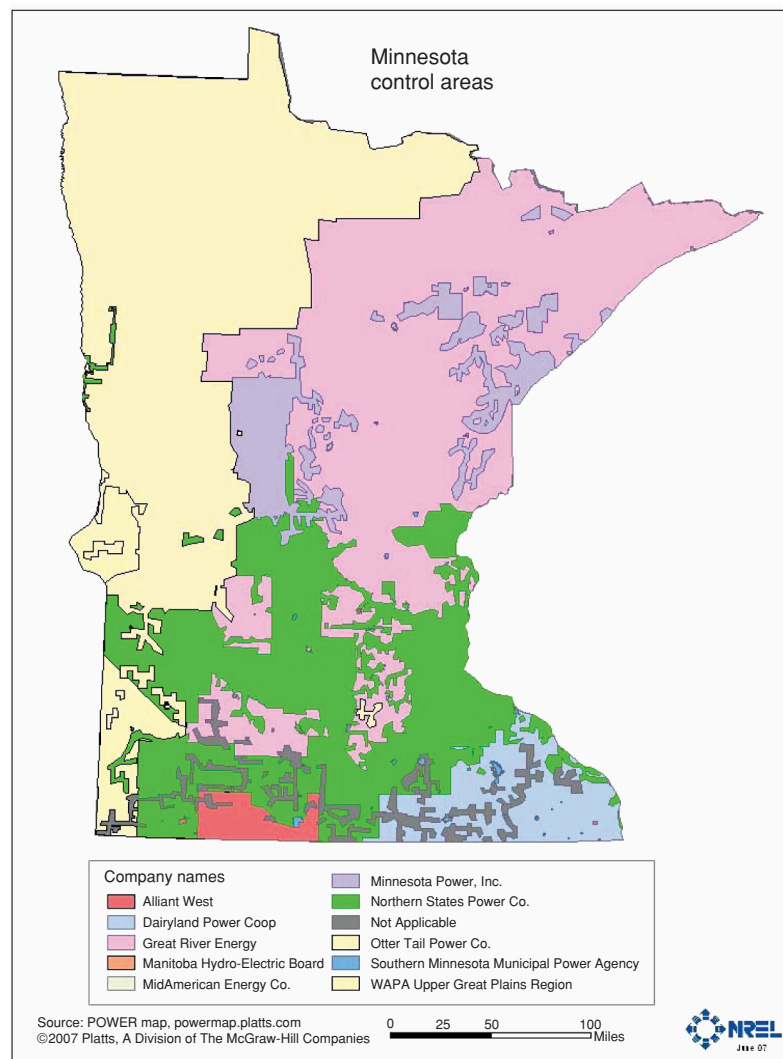 Minnesota
control areas
Company names
Alliant West
Dairyland Power Coop
Great River Energy
Manitoba Hydro-Electric Board
MidAmerican Energy Co.
Minnesota Power, Inc.
Northern States Power Co.
Not Applicable
Otter Tail Power Co.
Southern Minnesota Municipal Power Agency
WAPA Upper Great Plains Region
Source: POWER map, powermap.platts.com
©2007 Platts, A Division of The McGraw-Hill Companies
0 25 50 100
Miles
NREL
June 07